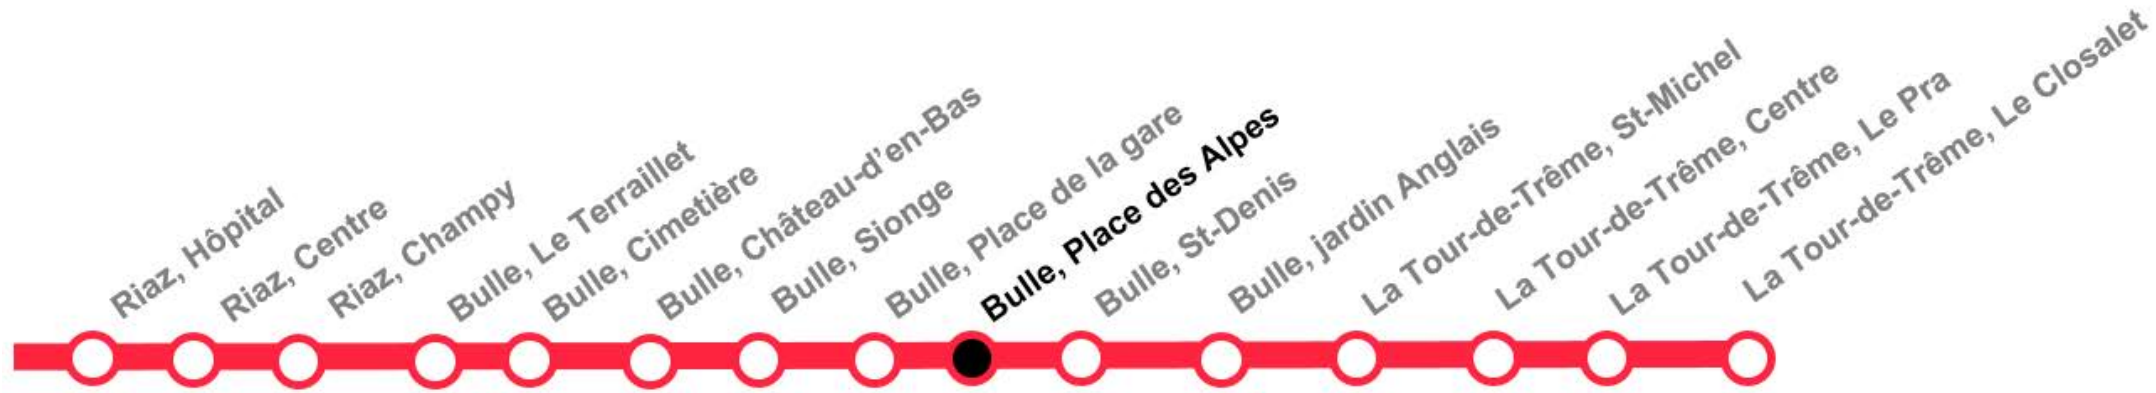 Riaz, Hôpital
Riaz, Centre
Riaz, Champy
Bulle, Le Terraillet
Bulle, Cimetière
Bulle, Château-d'en-Bas
Bulle, Sionge
Bulle, Place de la gare
Bulle, Place des Alpes
Bulle, St-Denis
Bulle, jardin Anglais
La Tour-de-Trême, St-Michel
La Tour-de-Trême, Centre
La Tour-de-Trême, Le Pra
La Tour-de-Trême, Le Closalet